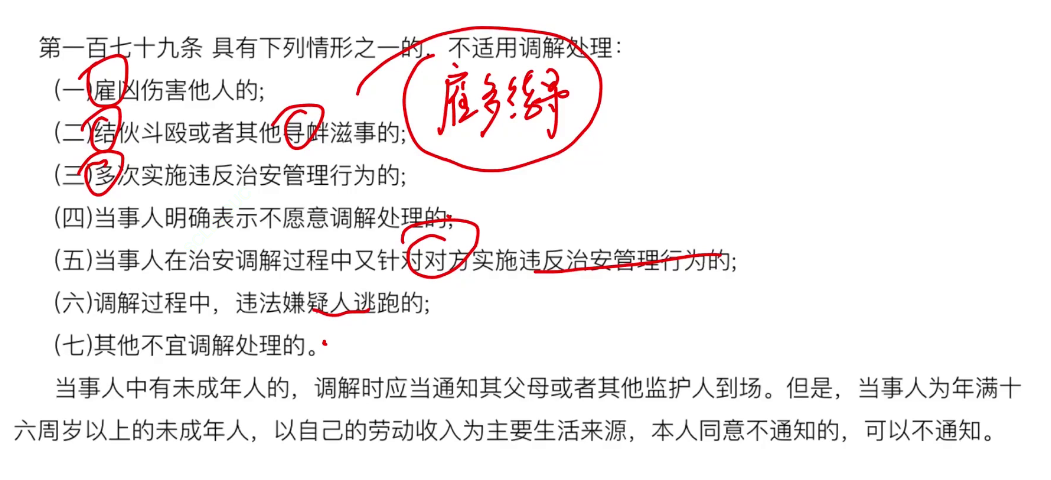 第一百七十九条 具有下列情形之一的，不适用调解处理：
(一)雇凶伤害他人的;
(二)结伙斗殴或者其他寻衅滋事的;
(三)多次实施违反治安管理行为的;
(四)当事人明确表示不愿意调解处理的;
(五)当事人在治安调解过程中又针对对方实施违反治安管理行为的;
(六)调解过程中，违法嫌疑人逃跑的;
(七)其他不宜调解处理的。
当事人中有未成年人的，调解时应当通知其父母或者其他监护人到场。但是，当事人为年满十
六周岁以上的未成年人，以自己的劳动收入为主要生活来源，本人同意不通知的，可以不通知。
雇多结寻